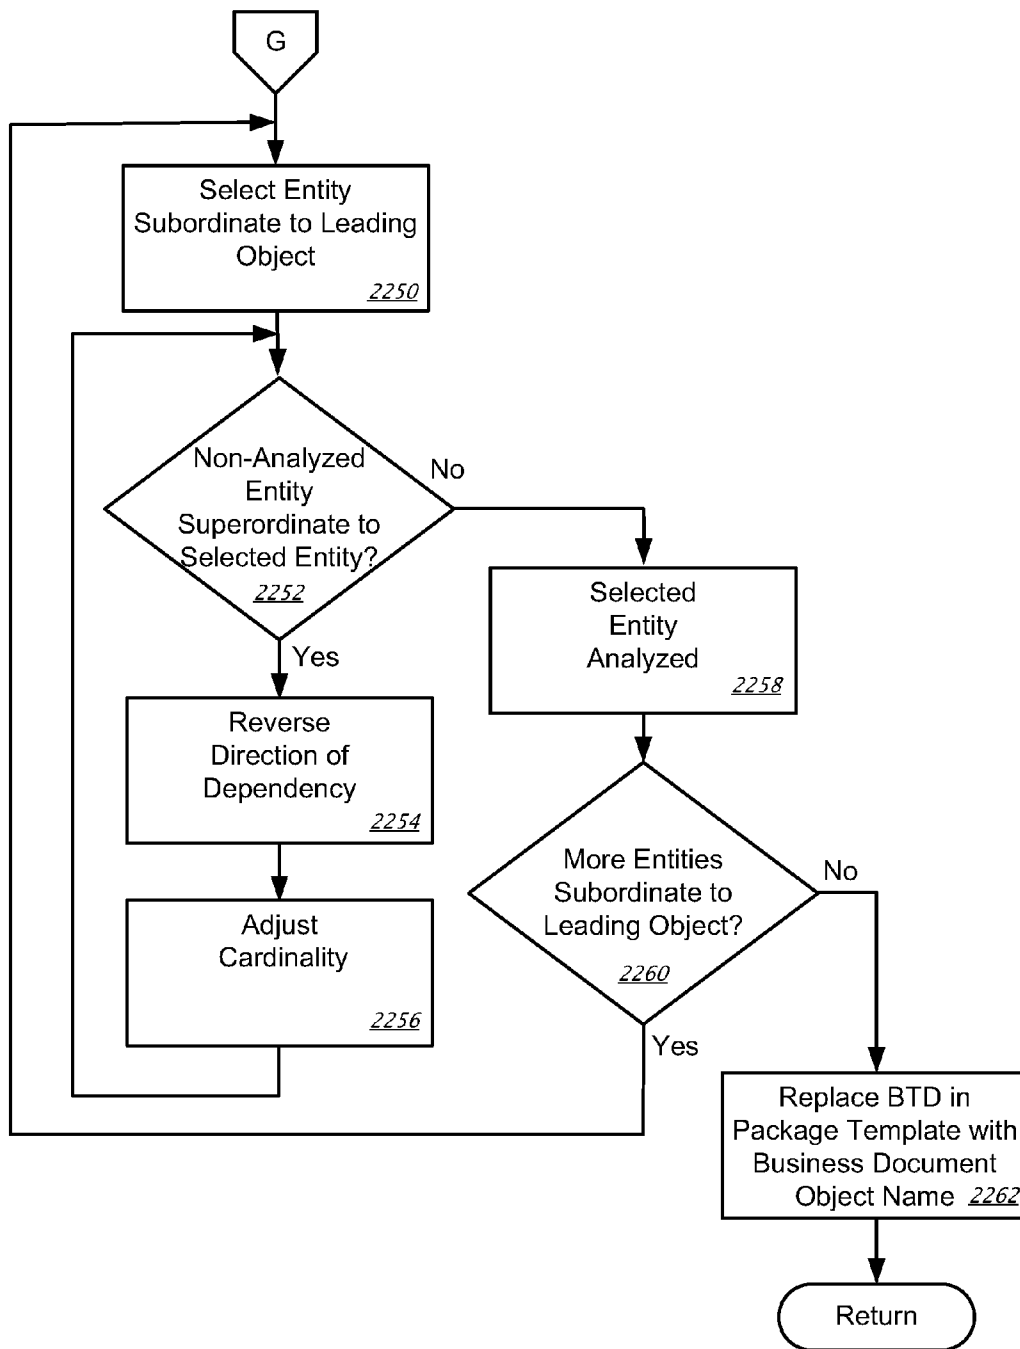 G
Select Entity
Subordinate to Leading
Object
2250
Non-Analyzed
Entity
Superordinate to
Selected Entity?
2252
No
Yes
Reverse
Direction of
Dependency
2254
Adjust
Cardinality
2256
Selected
Entity
Analyzed
2258
More Entities
Subordinate to
Leading Object?
2260
No
Yes
Replace BTD in
Package Template with
Business Document
Object Name 2262
Return